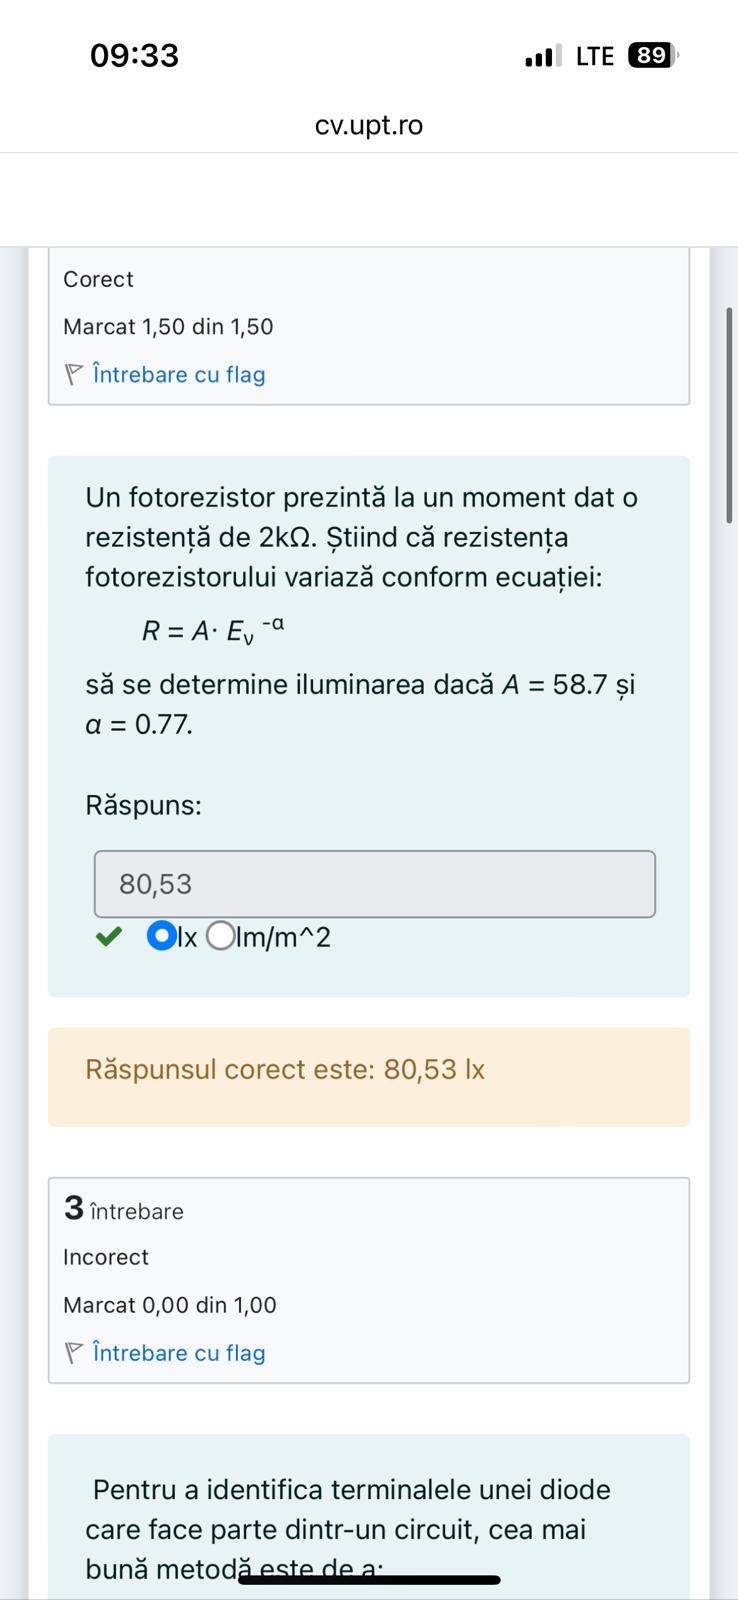 09:33
LTE 89
cv.upt.ro
Corect
Marcat 1,50 din 1,50
Întrebare cu flag
Un fotorezistor prezintă la un moment dat o
rezistență de 2kΩ. Știind că rezistența
fotorezistorului variază conform ecuației:
R = A· Eᵥ ⁻ᵅ
să se determine iluminarea dacă A = 58.7 și
α = 0.77.
Răspuns:
80,53
lx lm/m^2
Răspunsul corect este: 80,53 lx
3 întrebare
Incorect
Marcat 0,00 din 1,00
Întrebare cu flag
Pentru a identifica terminalele unei diode
care face parte dintr-un circuit, cea mai
bună metodă este de a: